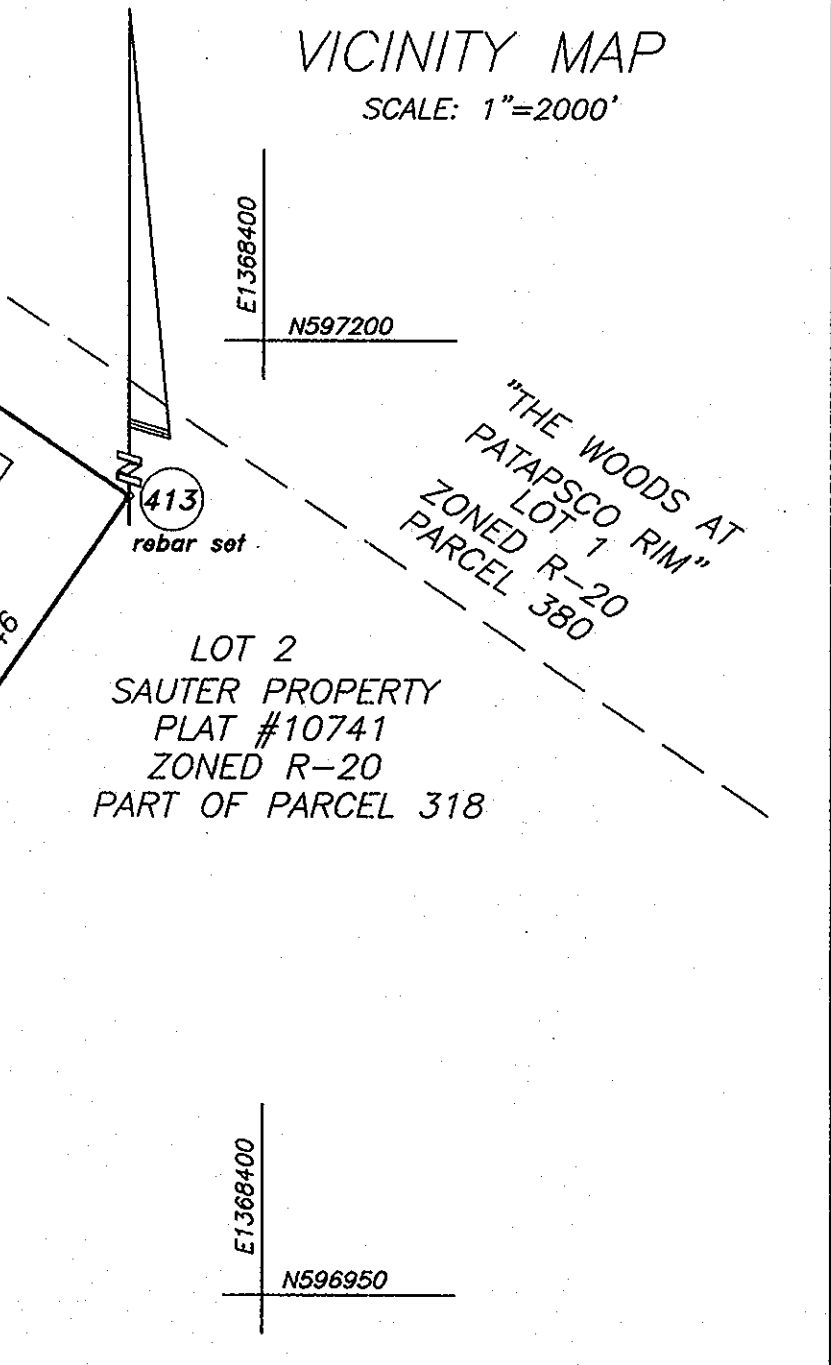 VICINITY MAP
SCALE: 1"=2000'
E1368400
N597200
"THE WOODS AT
PATAPSCO RIM"
LOT 1
ZONED R-20
PARCEL 380
N
413
rebar set
LOT 2
SAUTER PROPERTY
PLAT #10741
ZONED R-20
PART OF PARCEL 318
E1368400
N596950